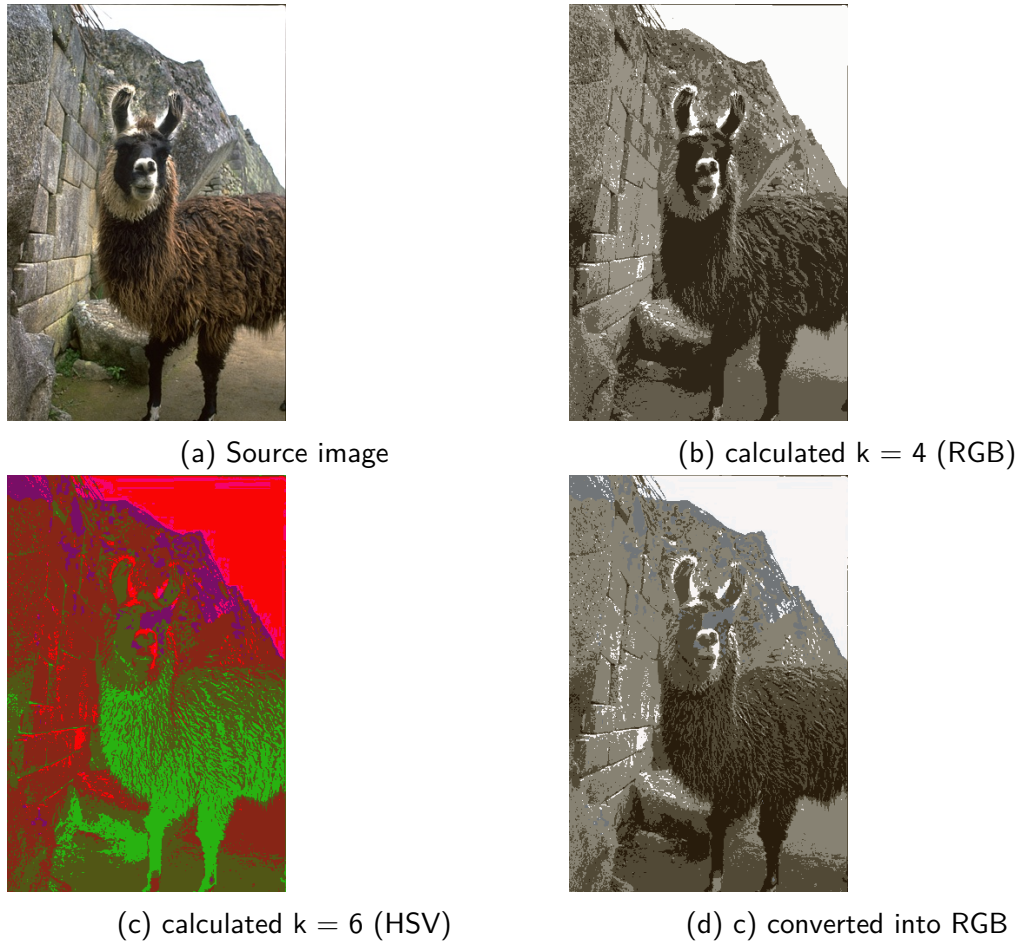 (a) Source image
(b) calculated k = 4 (RGB)
(c) calculated k = 6 (HSV)
(d) c) converted into RGB